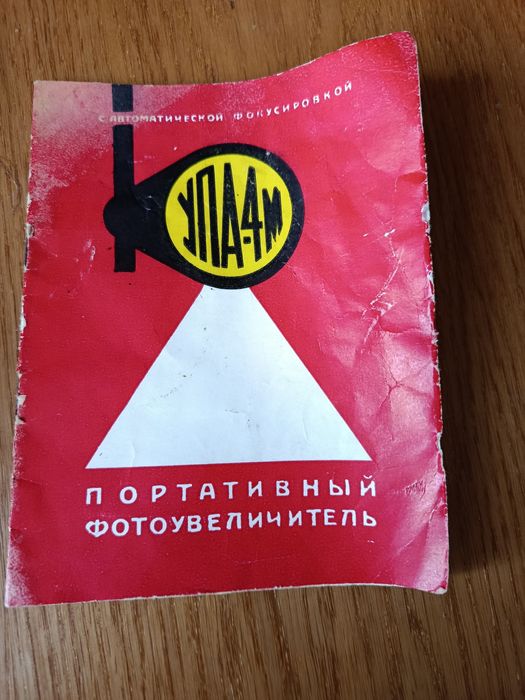 С АВТОМАТИЧЕСКОЙ ФОКУСИРОВКОЙ
УПА-4М
ПОРТАТИВНЫЙ
ФОТОУВЕЛИЧИТЕЛЬ